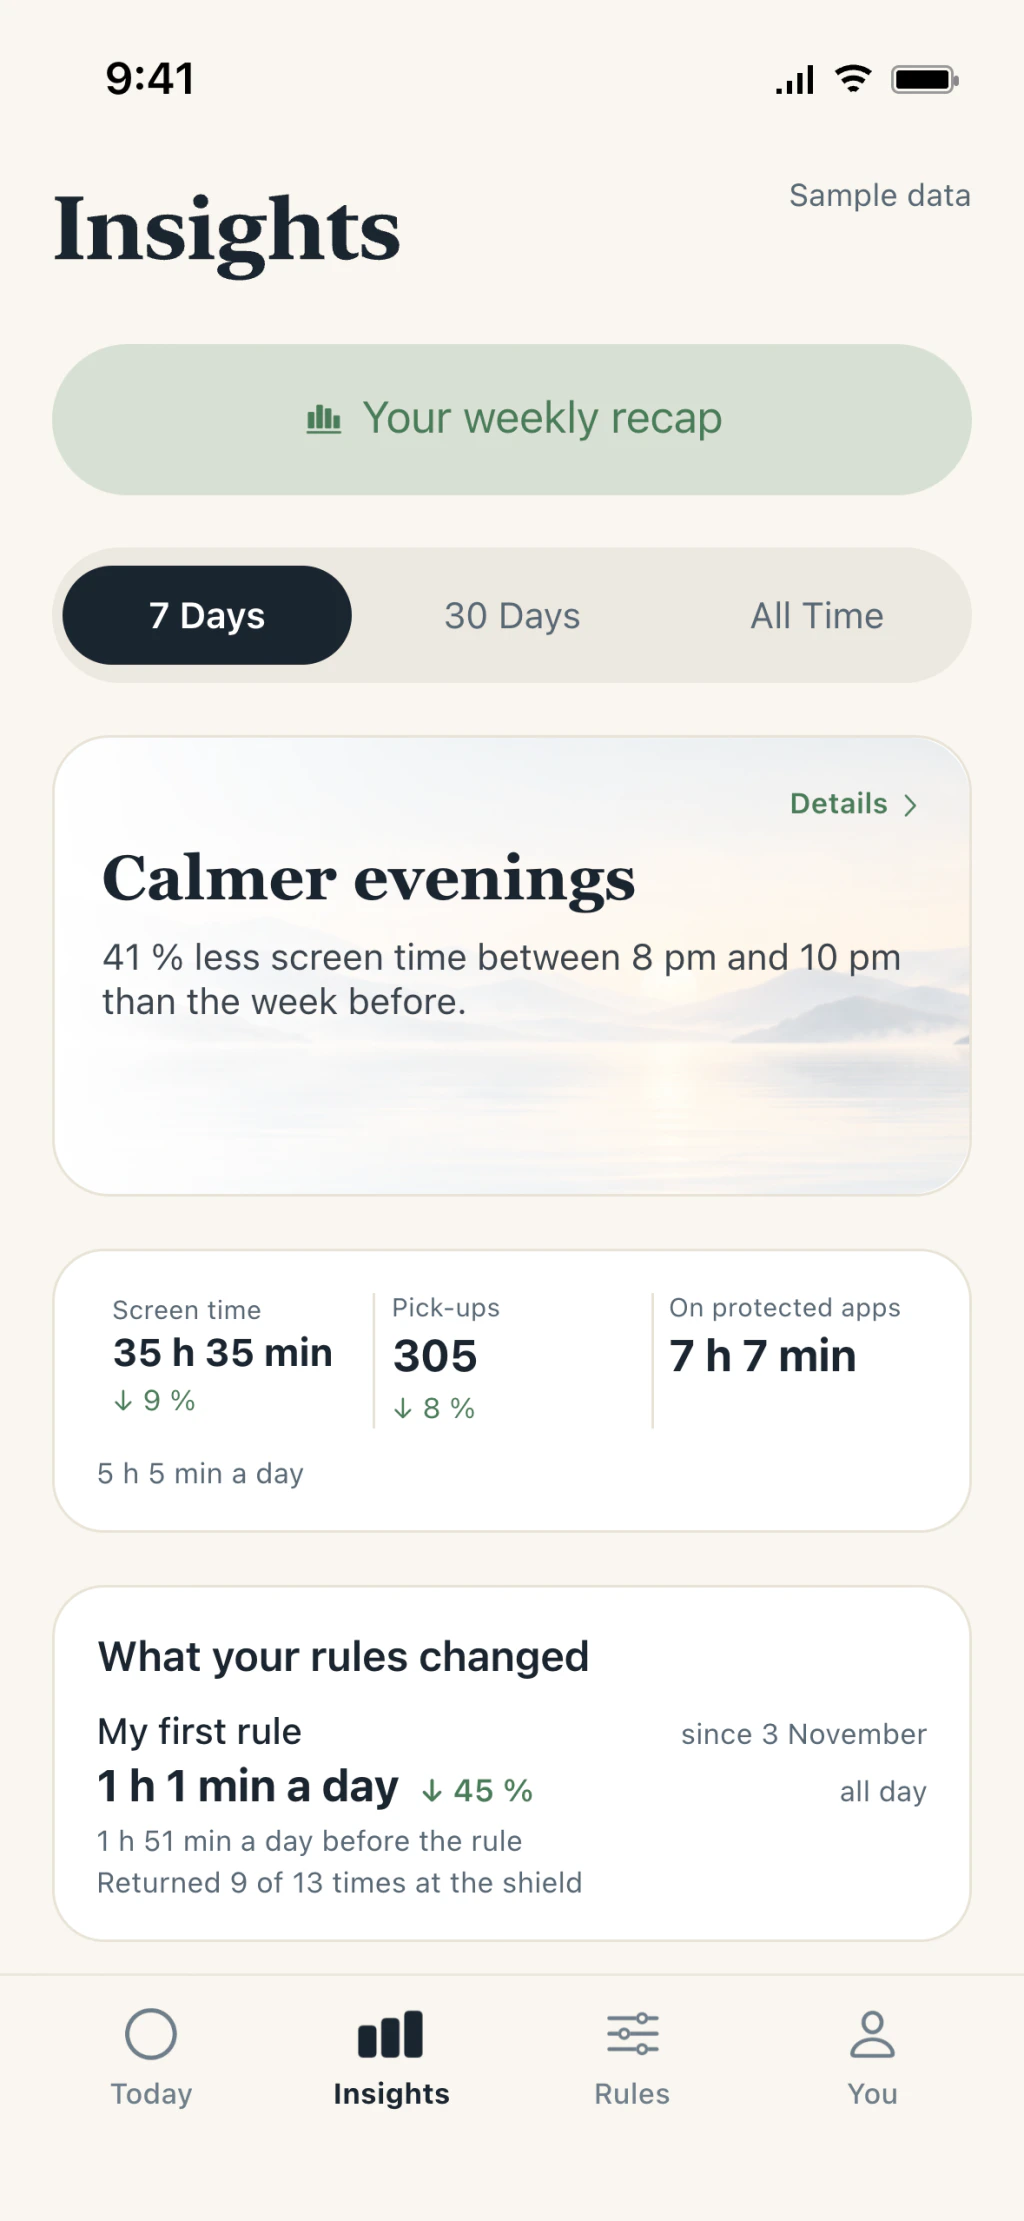 9:41
Insights
Sample data
Your weekly recap
7 Days
30 Days
All Time
Details
Calmer evenings
41 % less screen time between 8 pm and 10 pm
than the week before.
Screen time
35 h 35 min
↓ 9 %
5 h 5 min a day
Pick-ups
305
↓ 8 %
On protected apps
7 h 7 min
What your rules changed
My first rule
since 3 November
1 h 1 min a day ↓ 45 %
all day
1 h 51 min a day before the rule
Returned 9 of 13 times at the shield
Today
Insights
Rules
You